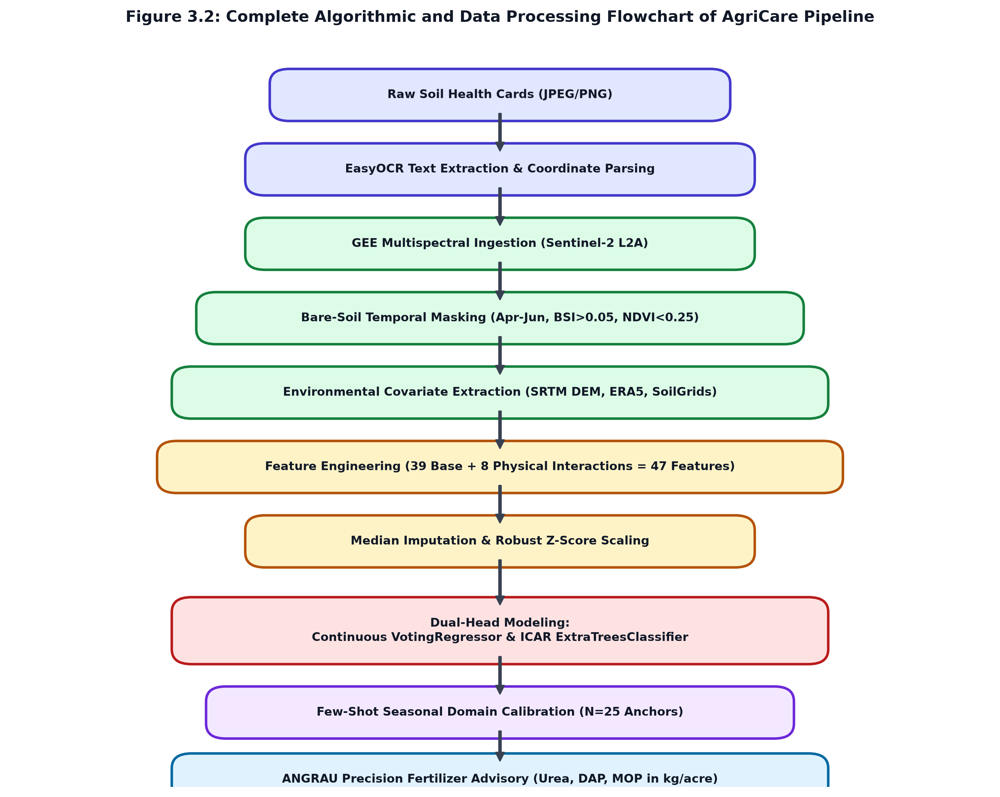 Figure 3.2: Complete Algorithmic and Data Processing Flowchart of AgriCare Pipeline
Raw Soil Health Cards (JPEG/PNG)
EasyOCR Text Extraction & Coordinate Parsing
GEE Multispectral Ingestion (Sentinel-2 L2A)
Bare-Soil Temporal Masking (Apr-Jun, BSI>0.05, NDVI<0.25)
Environmental Covariate Extraction (SRTM DEM, ERA5, SoilGrids)
Feature Engineering (39 Base + 8 Physical Interactions = 47 Features)
Median Imputation & Robust Z-Score Scaling
Dual-Head Modeling:
Continuous VotingRegressor & ICAR ExtraTreesClassifier
Few-Shot Seasonal Domain Calibration (N=25 Anchors)
ANGRAU Precision Fertilizer Advisory (Urea, DAP, MOP in kg/acre)